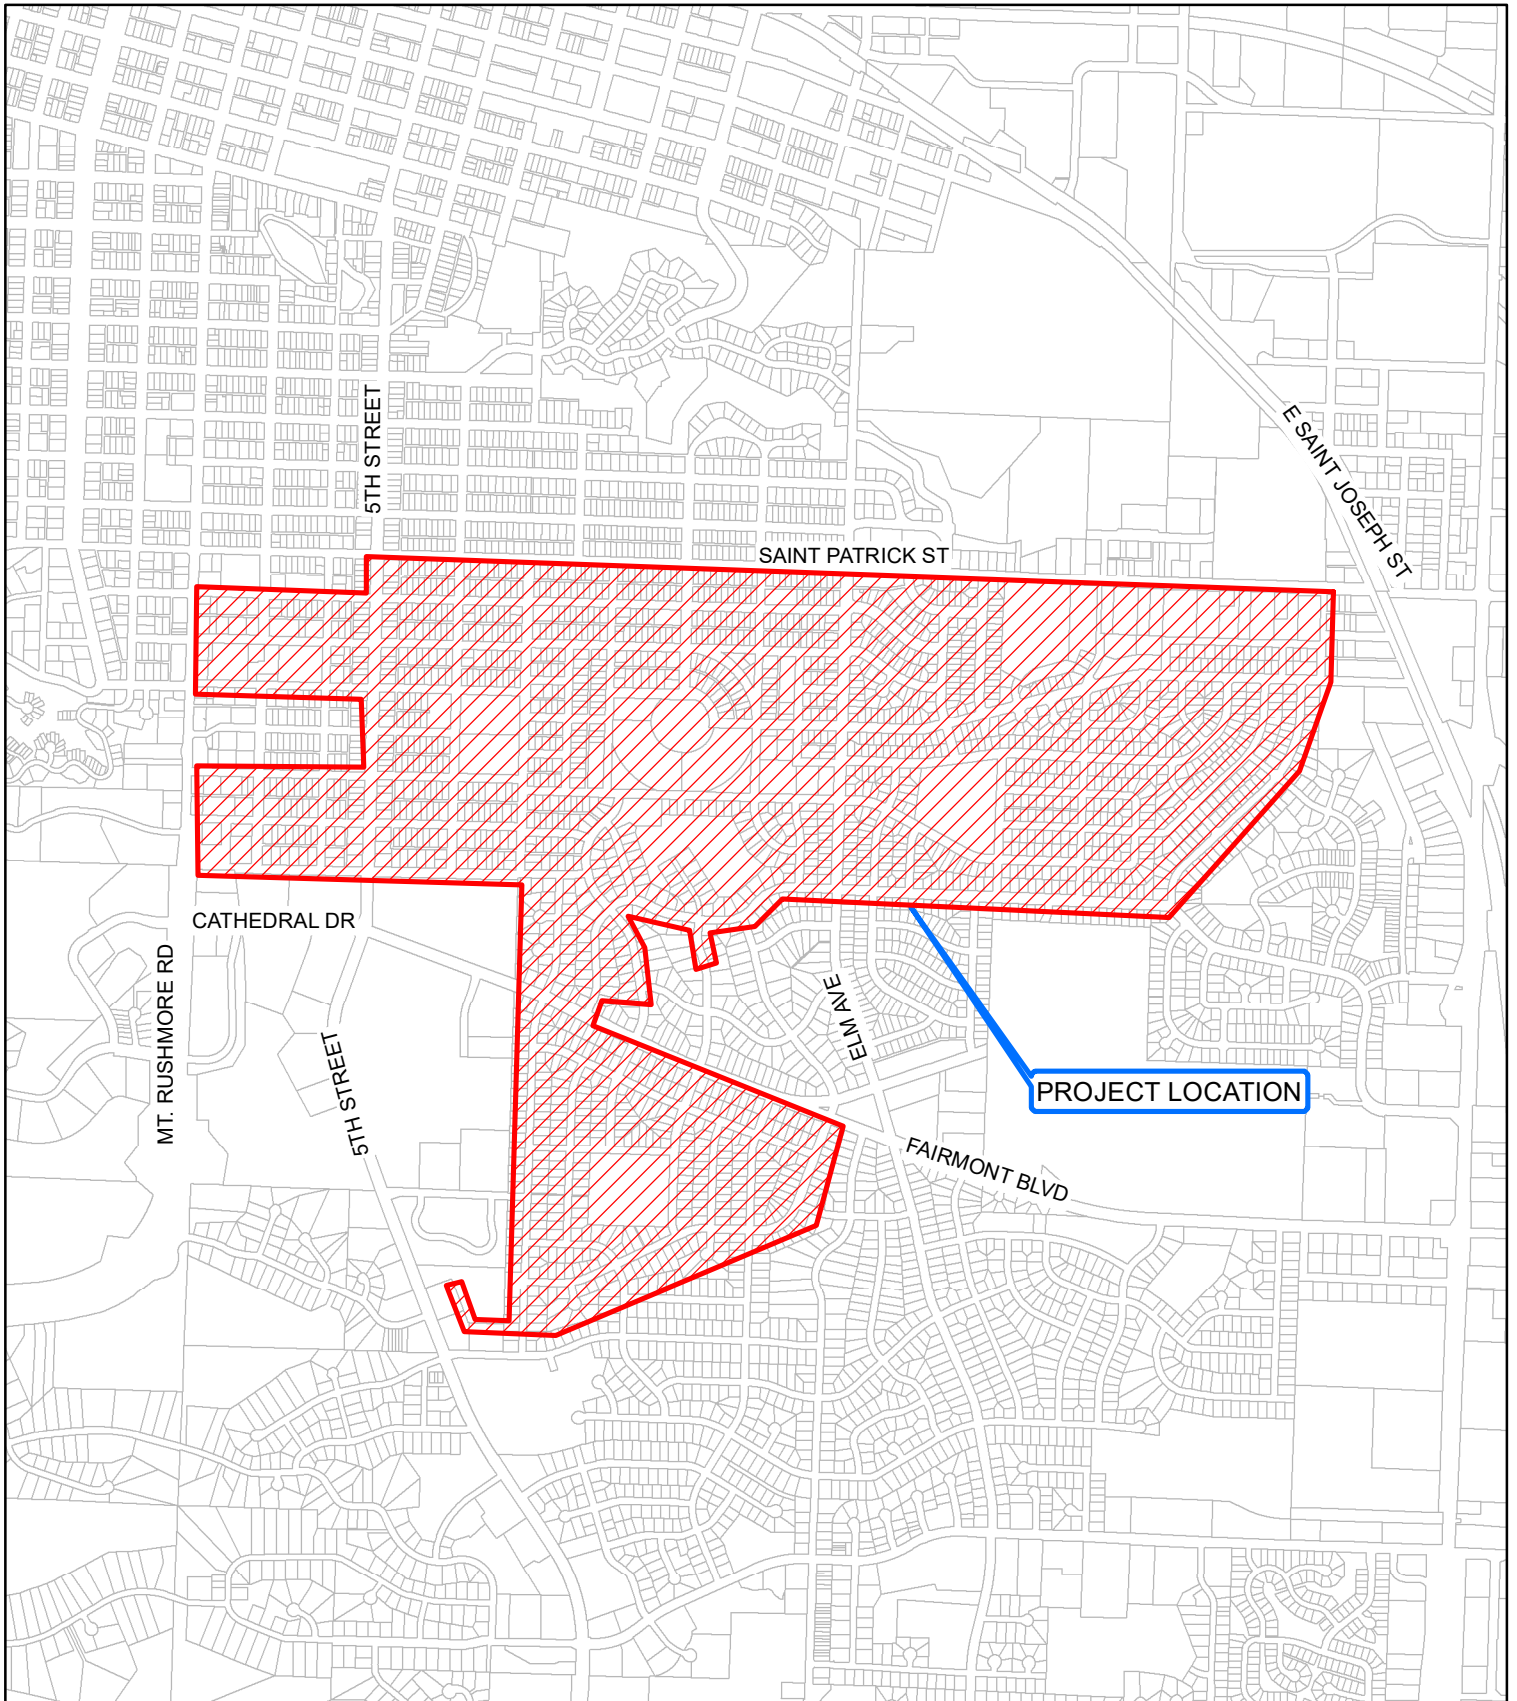 5TH STREET
E SAINT JOSEPH ST
SAINT PATRICK ST
CATHEDRAL DR
MT. RUSHMORE RD
5TH STREET
ELM AVE
PROJECT LOCATION
FAIRMONT BLVD